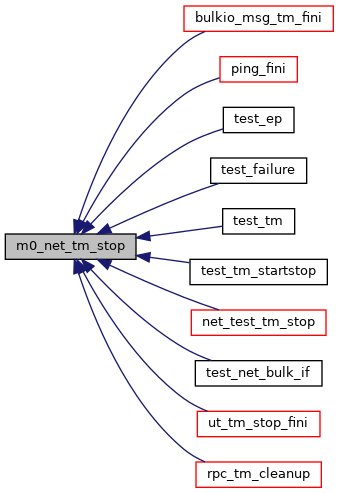 bulkio_msg_tm_fini
ping_fini
test_ep
test_failure
test_tm
m0_net_tm_stop
test_tm_startstop
net_test_tm_stop
test_net_bulk_if
ut_tm_stop_fini
rpc_tm_cleanup